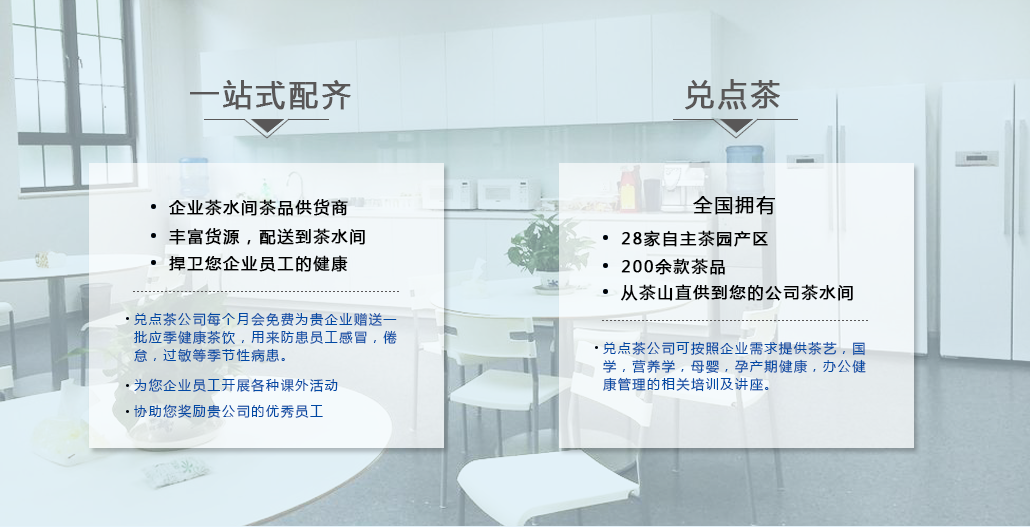 一站式配齐
• 企业茶水间茶品供货商
• 丰富货源，配送到茶水间
• 捍卫您企业员工的健康
• 兑点茶公司每个月会免费为贵企业赠送一
批应季健康茶饮，用来防患员工感冒，倦
怠，过敏等季节性病患。
• 为您企业员工开展各种课外活动
• 协助您奖励贵公司的优秀员工
兑点茶
全国拥有
• 28家自主茶园产区
• 200余款茶品
• 从茶山直供到您的公司茶水间
• 兑点茶公司可按照企业需求提供茶艺，国
学，营养学，母婴，孕产期健康，办公健
康管理的相关培训及讲座。